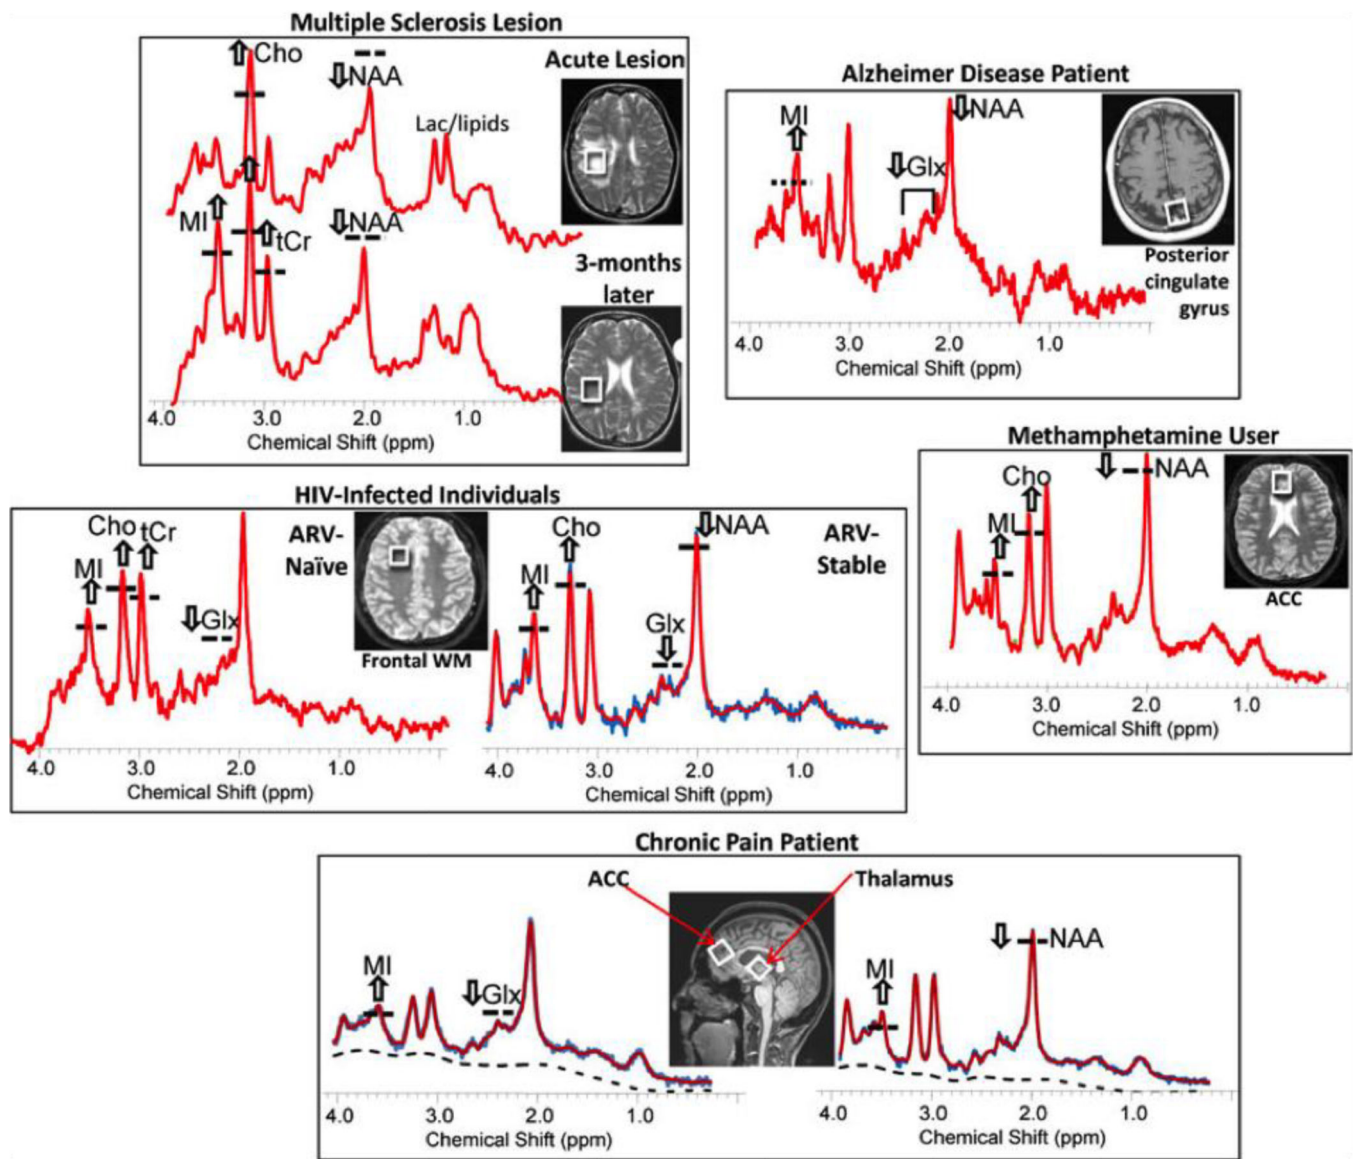 Multiple Sclerosis Lesion
Cho
NAA
Acute Lesion
Lac/lipids
MI
tCr
NAA
3-months
later
4.0 3.0 2.0 1.0
Chemical Shift (ppm)
Alzheimer Disease Patient
MI
NAA
Glx
Posterior
cingulate
gyrus
4.0 3.0 2.0 1.0
Chemical Shift (ppm)
Methamphetamine User
Cho
NAA
MI
ACC
4.0 3.0 2.0 1.0
Chemical Shift (ppm)
HIV-Infected Individuals
Cho
tCr
MI
Glx
ARV-
Naïve
Frontal WM
4.0 3.0 2.0 1.0
Chemical Shift (ppm)
Cho
NAA
MI
Glx
ARV-
Stable
4.0 3.0 2.0 1.0
Chemical Shift (ppm)
Chronic Pain Patient
ACC
Thalamus
MI
Glx
4.0 3.0 2.0 1.0
Chemical Shift (ppm)
NAA
MI
4.0 3.0 2.0 1.0
Chemical Shift (ppm)